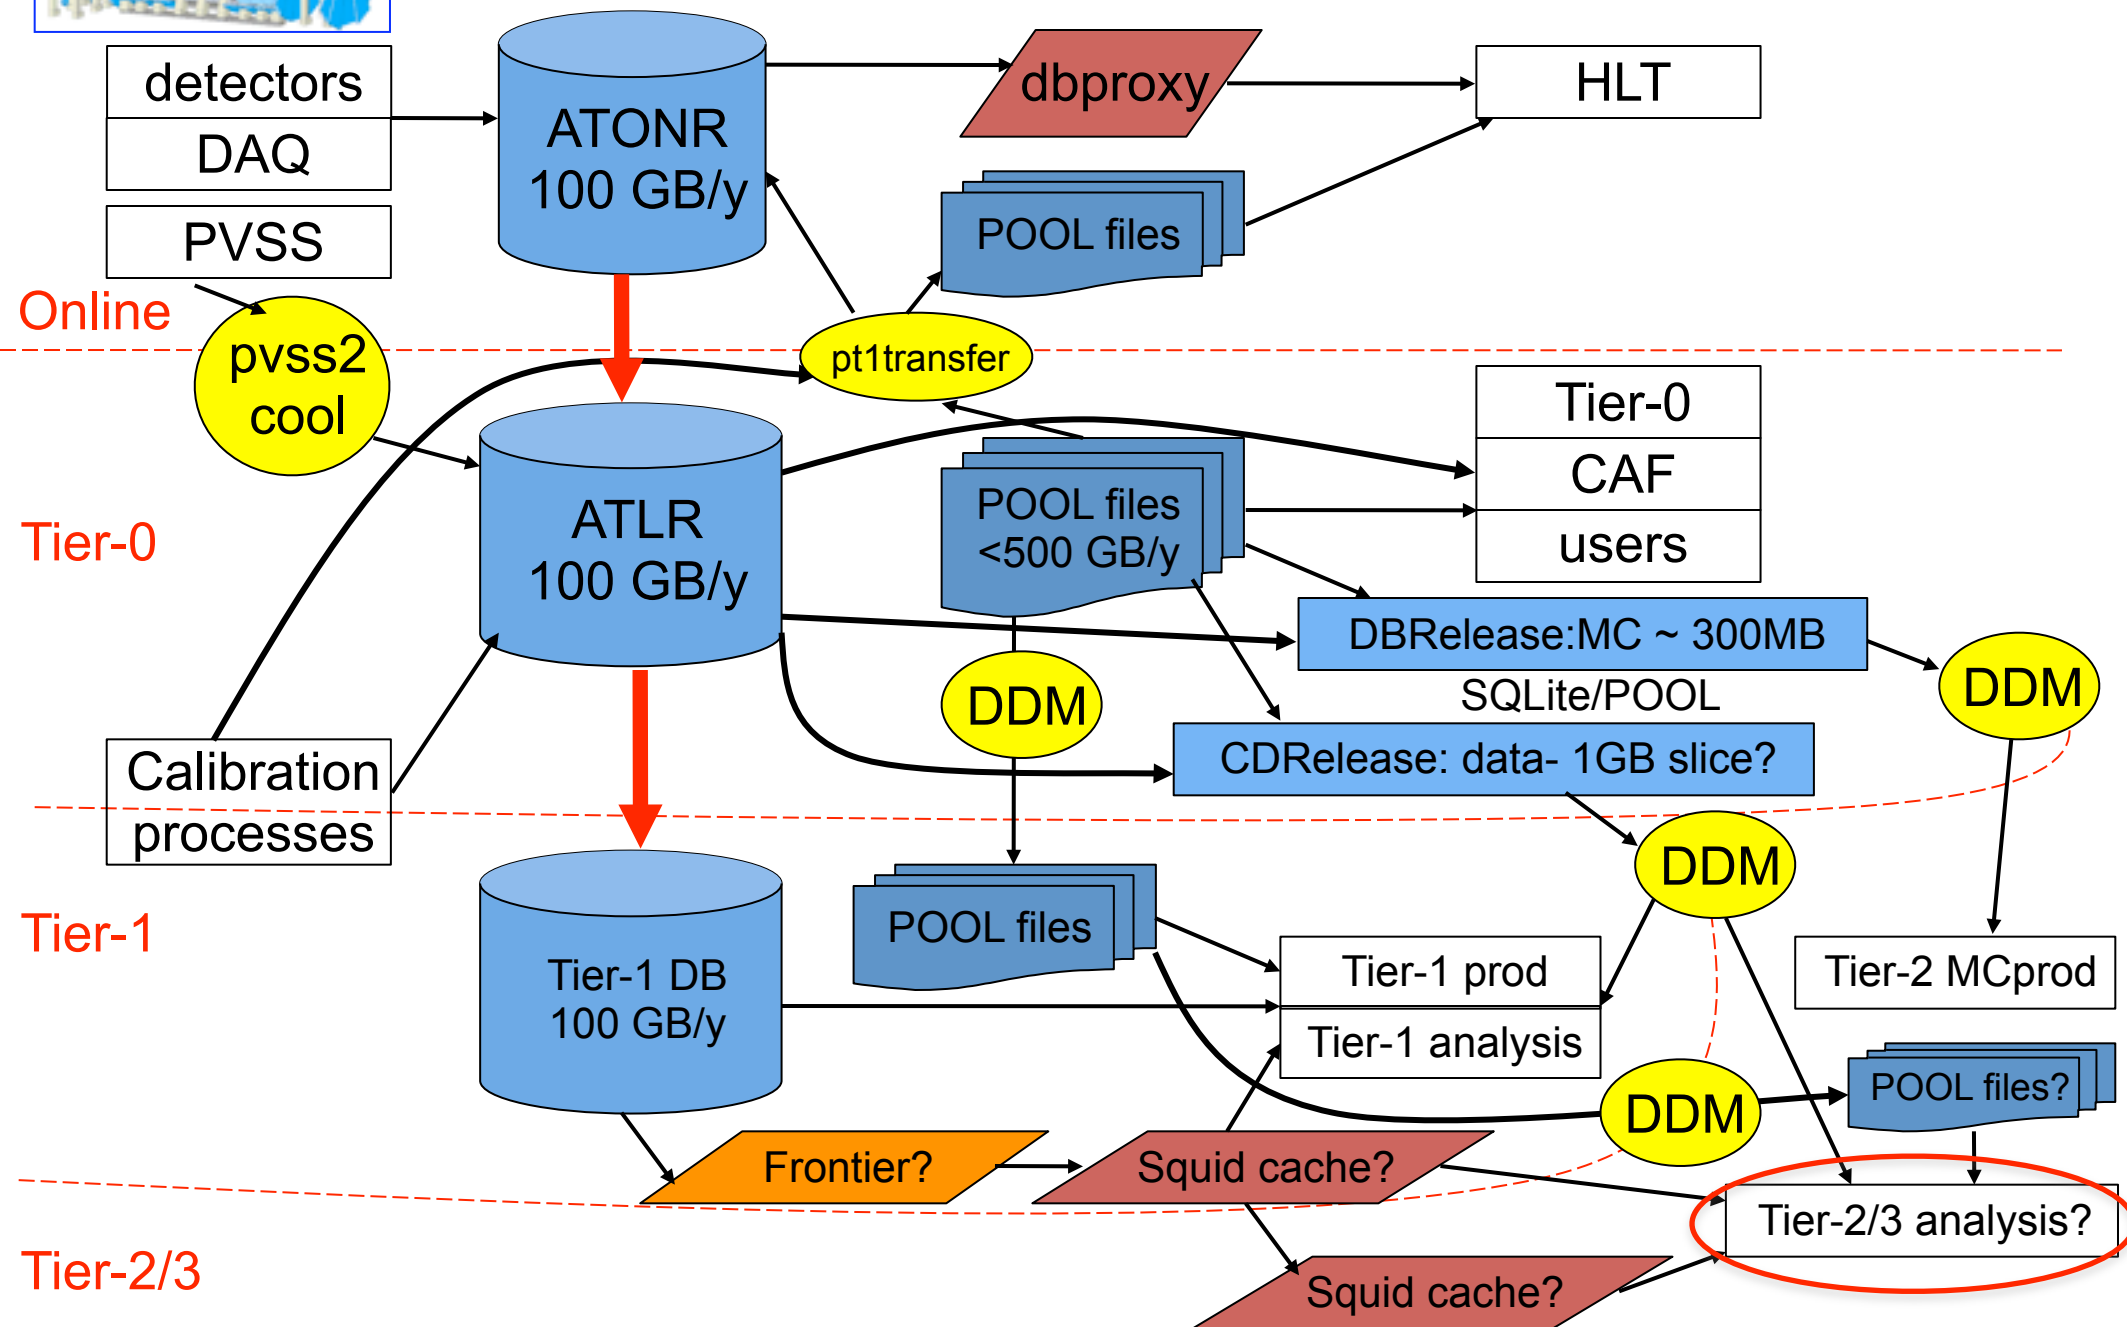 detectors
DAQ
PVSS
ATONR
100 GB/y
dbproxy
HLT
POOL files
Online
pvss2
cool
pt1transfer
Tier-0
ATLR
100 GB/y
POOL files
<500 GB/y
Tier-0
CAF
users
DBRelease:MC ~ 300MB
SQLite/POOL
CDRelease: data- 1GB slice?
DDM
DDM
Calibration
processes
DDM
Tier-1
Tier-1 DB
100 GB/y
POOL files
Tier-1 prod
Tier-1 analysis
Tier-2 MCprod
DDM
POOL files?
Frontier?
Squid cache?
Tier-2/3 analysis?
Tier-2/3
Squid cache?